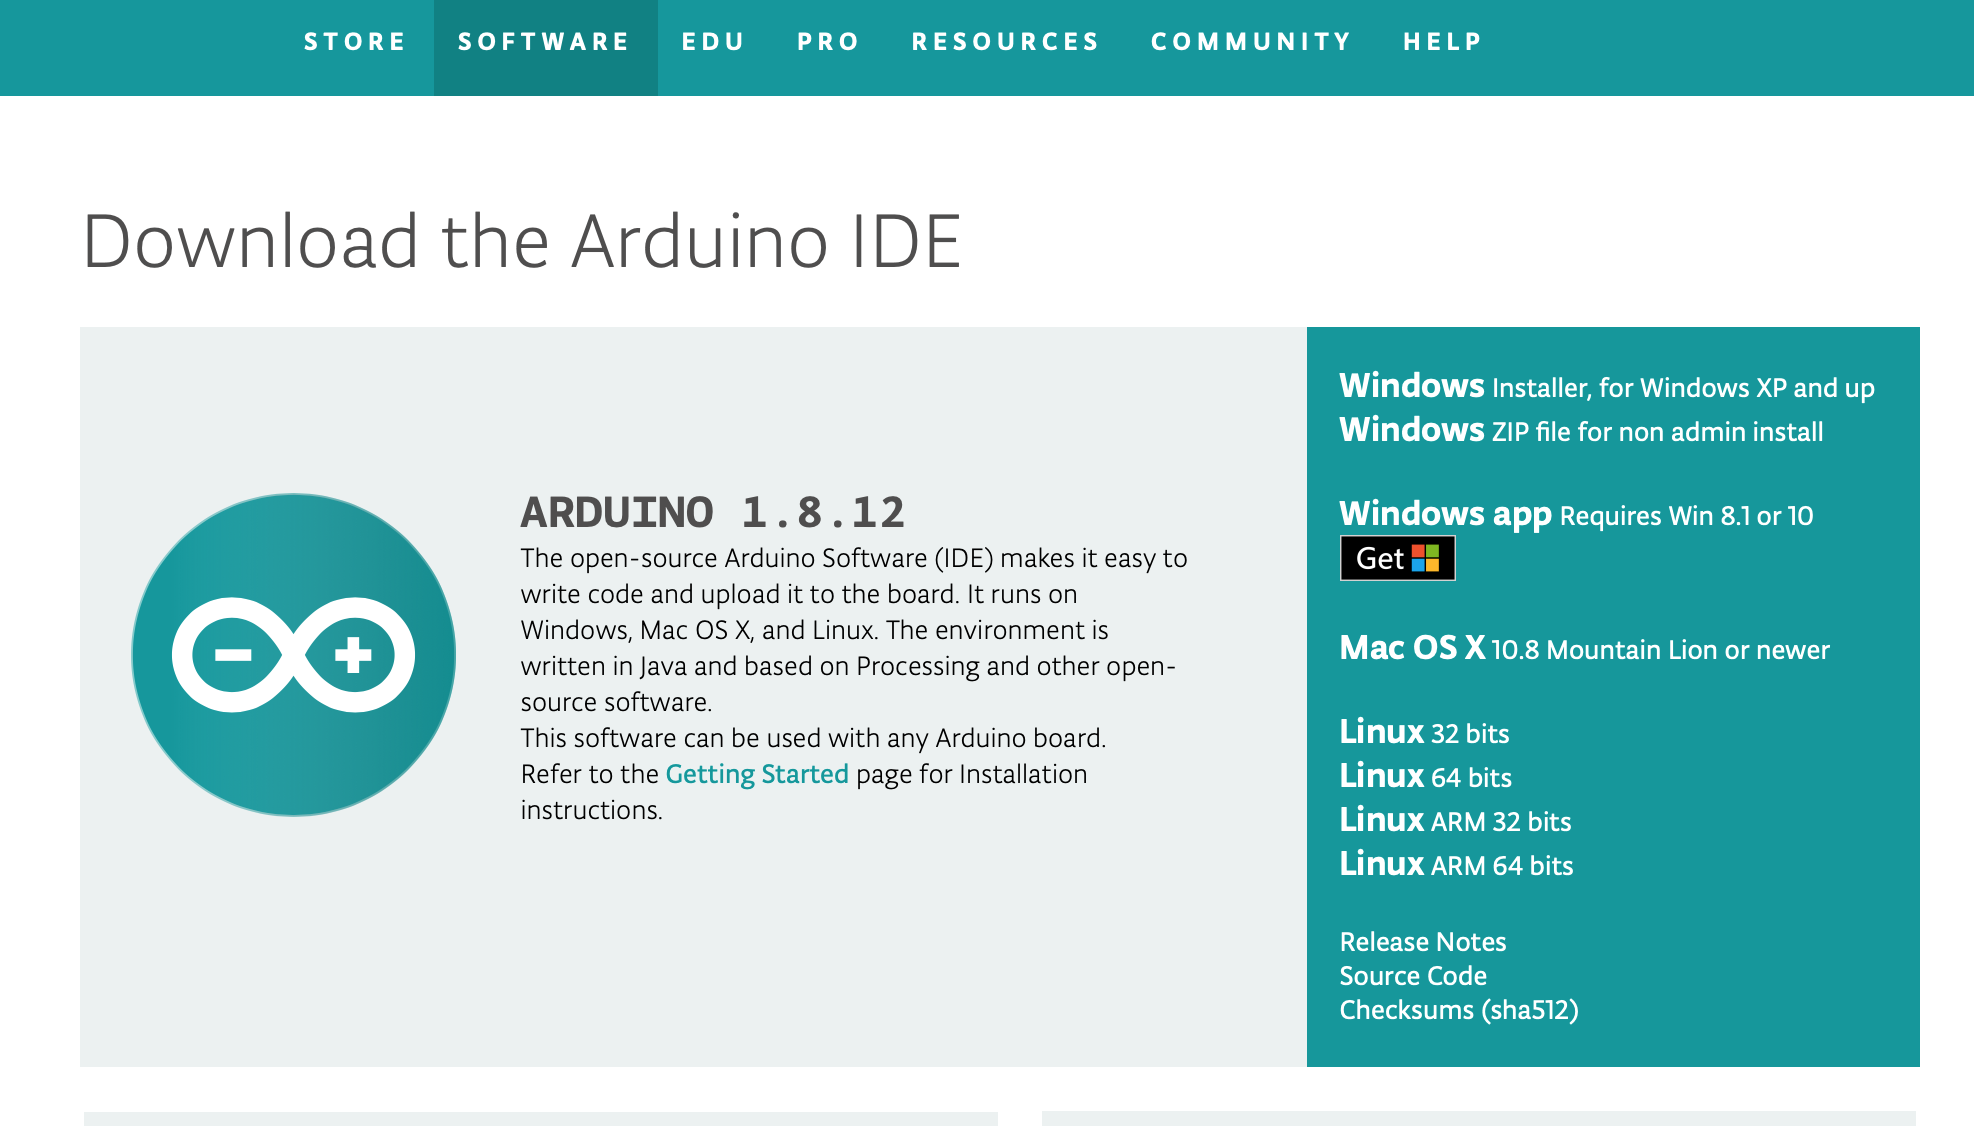 STORE SOFTWARE EDU PRO RESOURCES COMMUNITY HELP
Download the Arduino IDE
ARDUINO 1.8.12
The open-source Arduino Software (IDE) makes it easy to
write code and upload it to the board. It runs on
Windows, Mac OS X, and Linux. The environment is
written in Java and based on Processing and other open-
source software.
This software can be used with any Arduino board.
Refer to the Getting Started page for Installation
instructions.
Windows Installer, for Windows XP and up
Windows ZIP file for non admin install
Windows app Requires Win 8.1 or 10
Get
Mac OS X 10.8 Mountain Lion or newer
Linux 32 bits
Linux 64 bits
Linux ARM 32 bits
Linux ARM 64 bits
Release Notes
Source Code
Checksums (sha512)